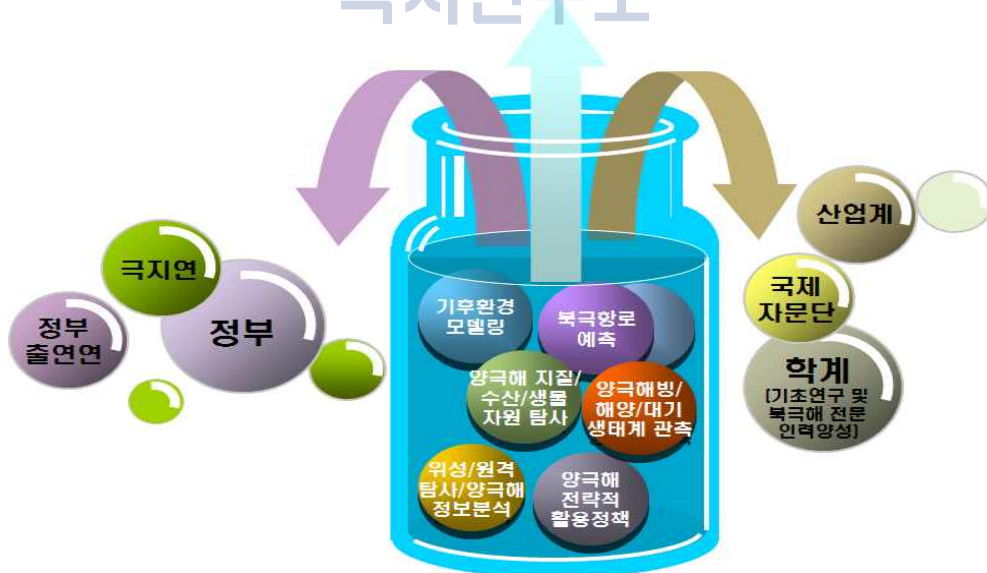 극지연구소
극지연
정부
출연연
정부
기후환경
모델링
북극항로
예측
양극해 지질/
수산/생물
자원 탐사
양극해빙/
해양/대기
생태계 관측
위성/원격
탐사/양극해
정보분석
양극해
전략적
활용정책
산업계
국제
자문단
학계
[기초연구 및
북극해 전문
인력양성]